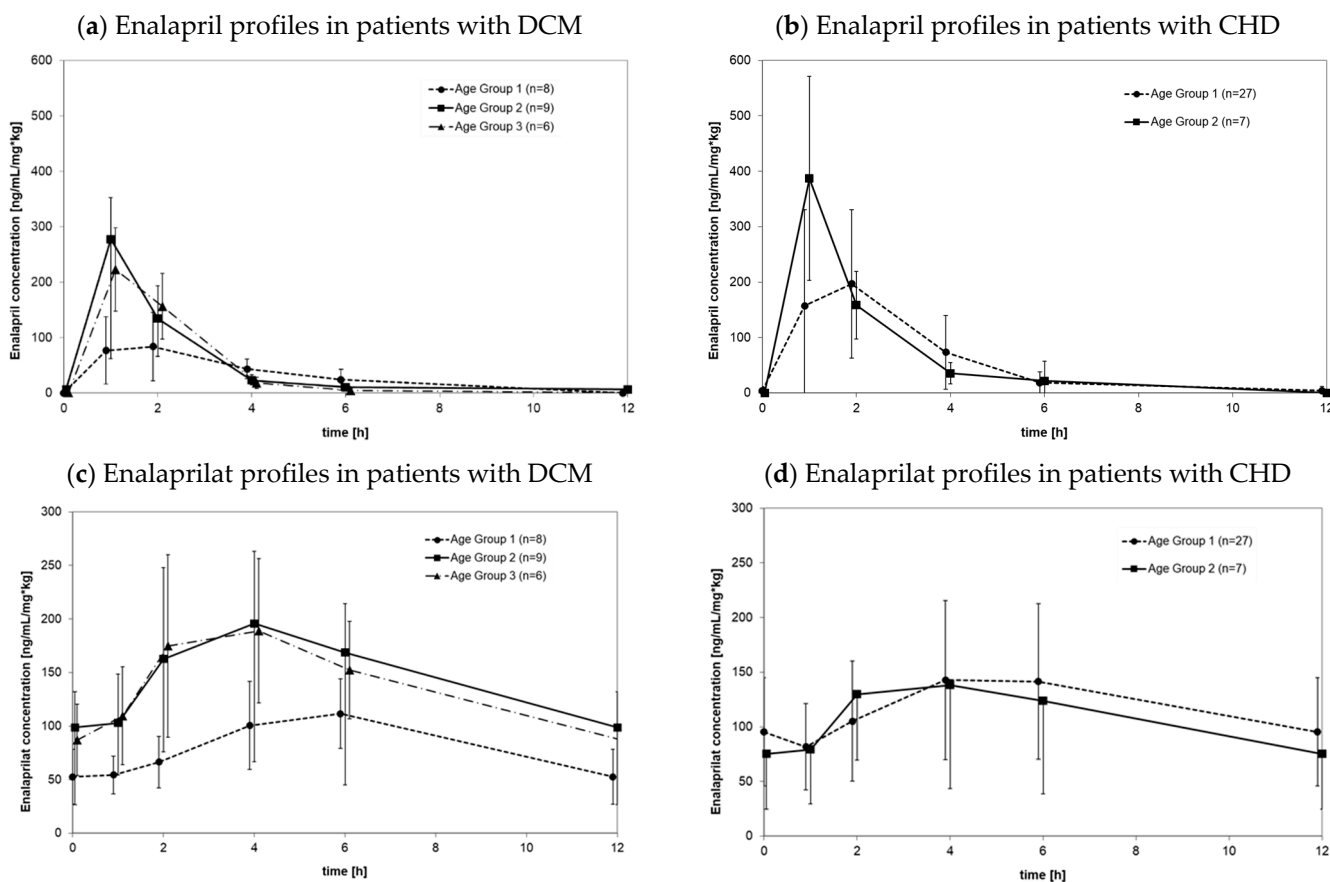 (a) Enalapril profiles in patients with DCM
600
500
400
300
200
100
0
Enalapril concentration [ng/mL/mg*kg]
Age Group 1 (n=8)
Age Group 2 (n=9)
Age Group 3 (n=6)
0 2 4 6 8 10 12
time [h]
(b) Enalapril profiles in patients with CHD
600
500
400
300
200
100
0
Enalapril concentration [ng/mL/mg*kg]
Age Group 1 (n=27)
Age Group 2 (n=7)
0 2 4 6 8 10 12
time [h]
(c) Enalaprilat profiles in patients with DCM
300
250
200
150
100
50
0
Enalaprilat concentration [ng/mL/mg*kg]
Age Group 1 (n=8)
Age Group 2 (n=9)
Age Group 3 (n=6)
0 2 4 6 8 10 12
time [h]
(d) Enalaprilat profiles in patients with CHD
300
250
200
150
100
50
0
Enalaprilat concentration [ng/mL/mg*kg]
Age Group 1 (n=27)
Age Group 2 (n=7)
0 2 4 6 8 10 12
time [h]